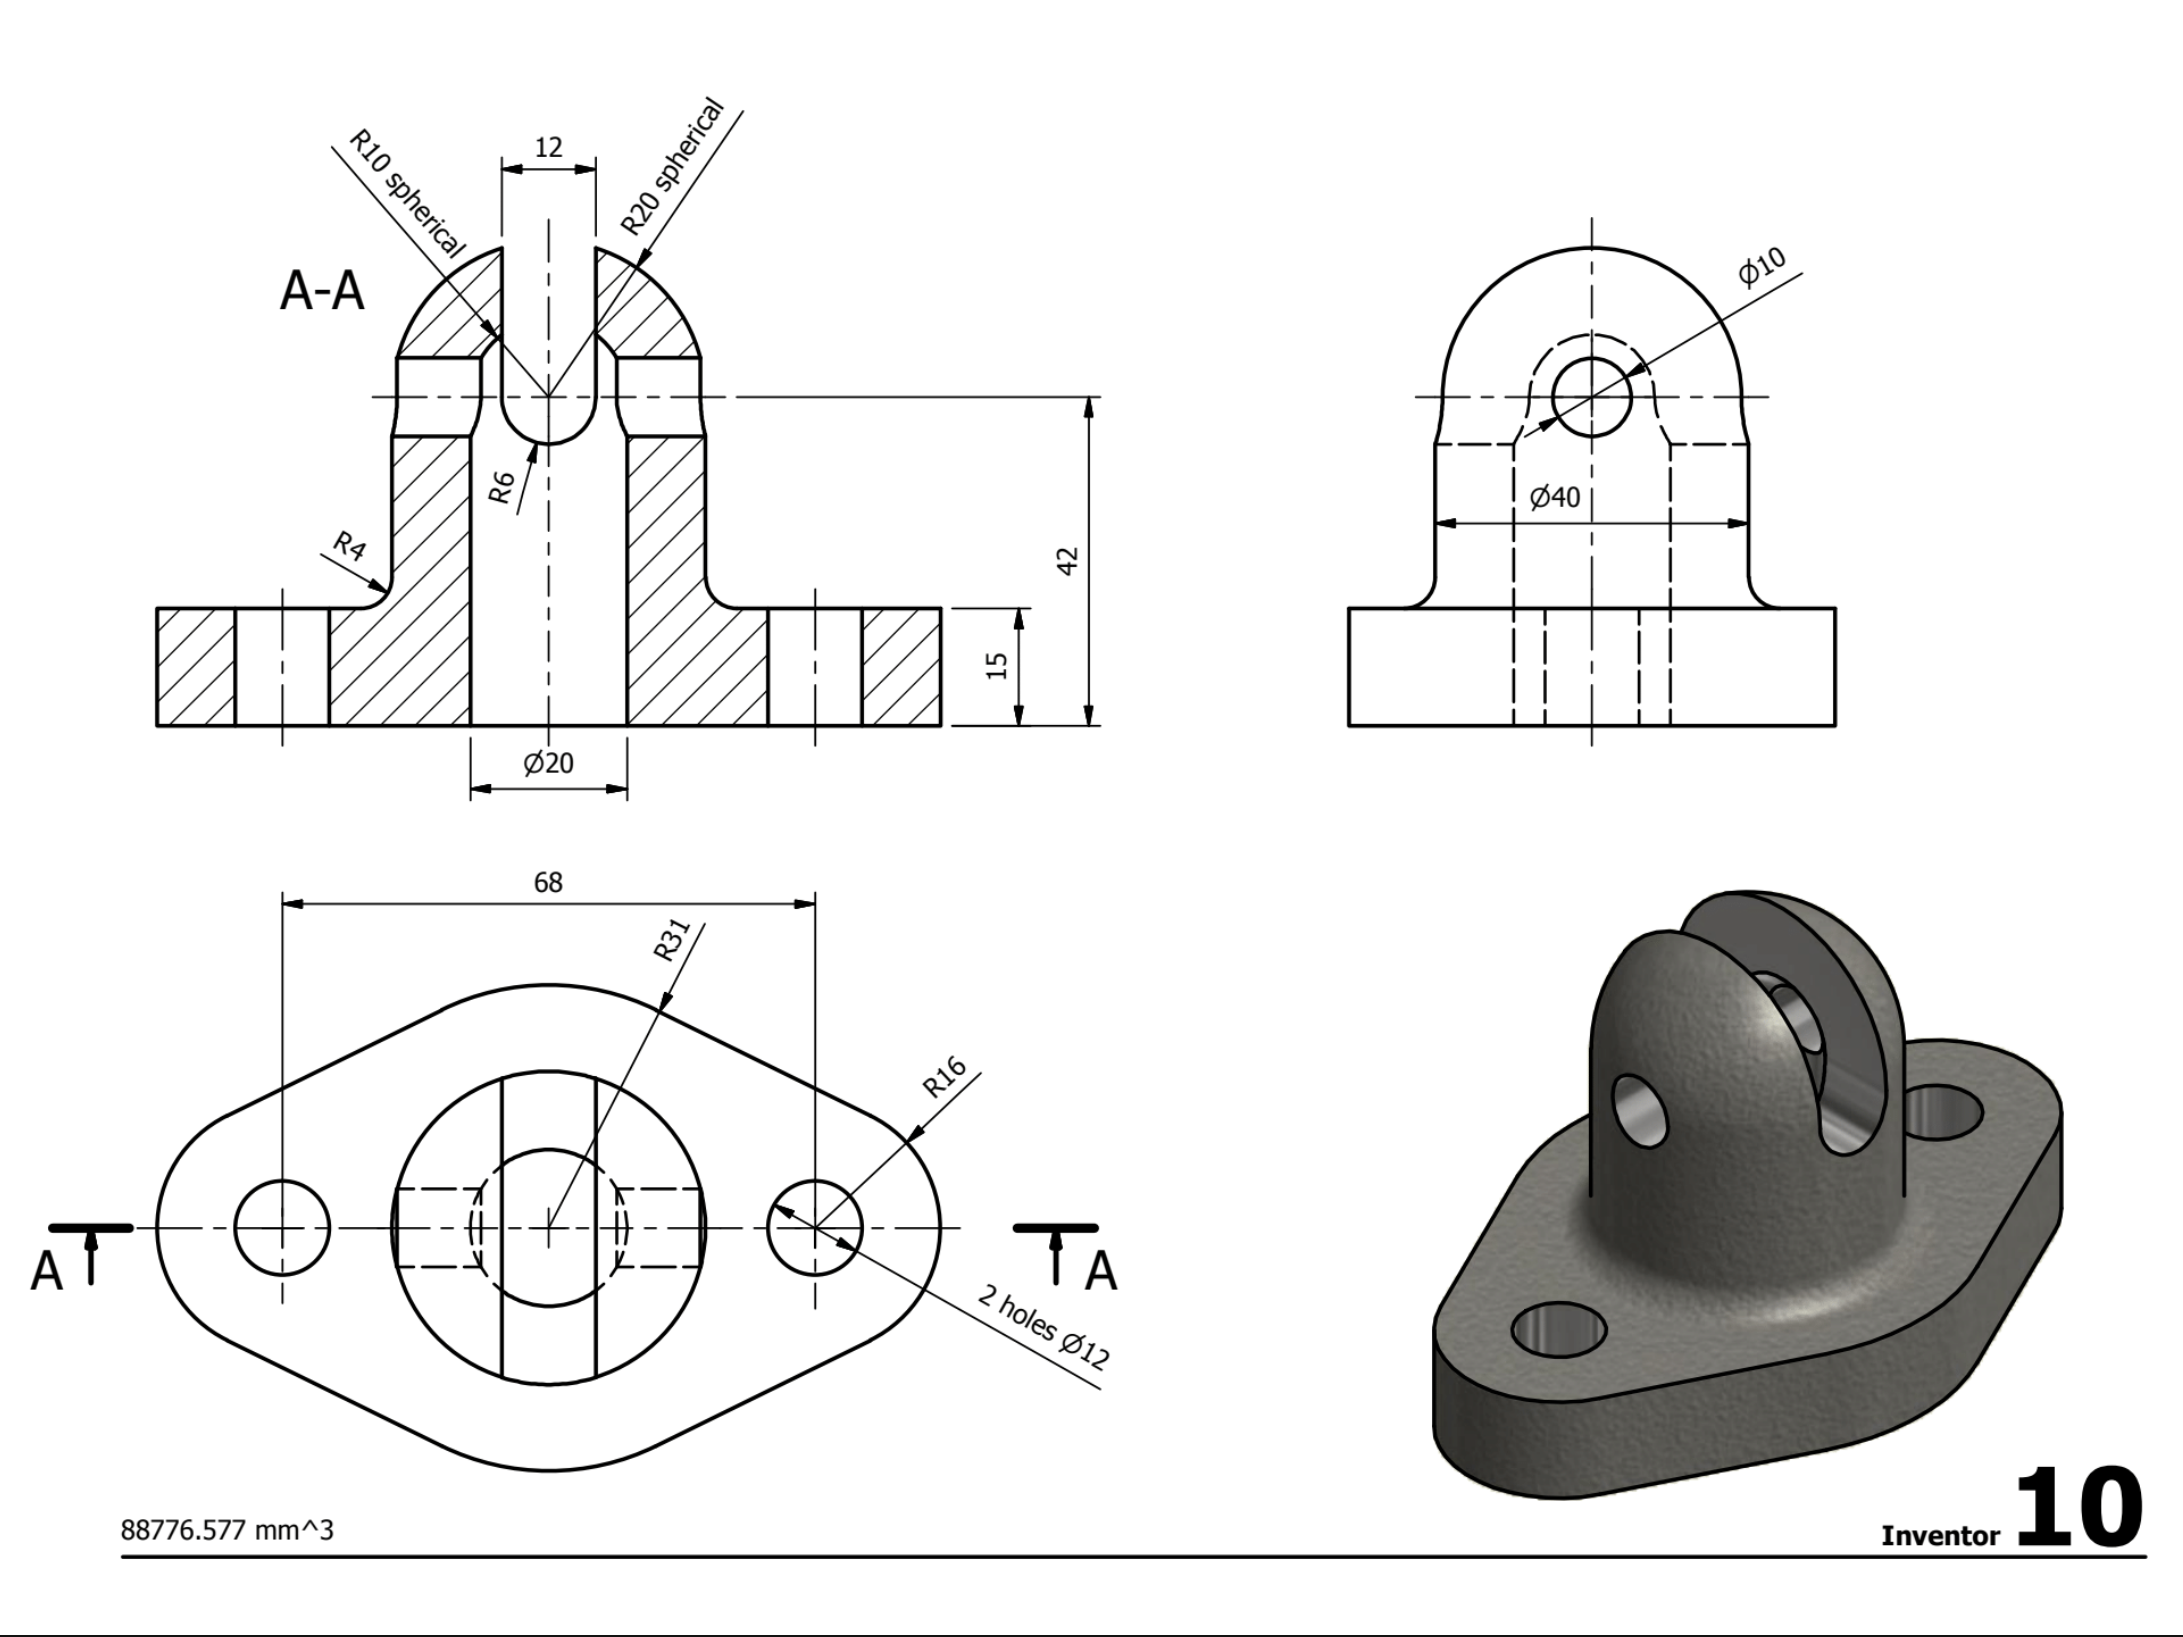 R10 spherical
12
R20 spherical
A-A
R6
R4
42
15
Ø20
Ø10
Ø40
68
R31
R16
A
A
2 holes Ø12
88776.577 mm^3
Inventor 10